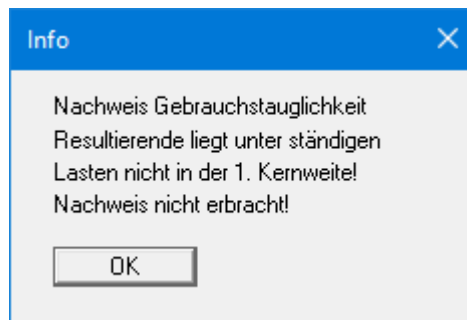 Info
Nachweis Gebrauchstauglichkeit
Resultierende liegt unter ständigen
Lasten nicht in der 1. Kernweite!
Nachweis nicht erbracht!
OK